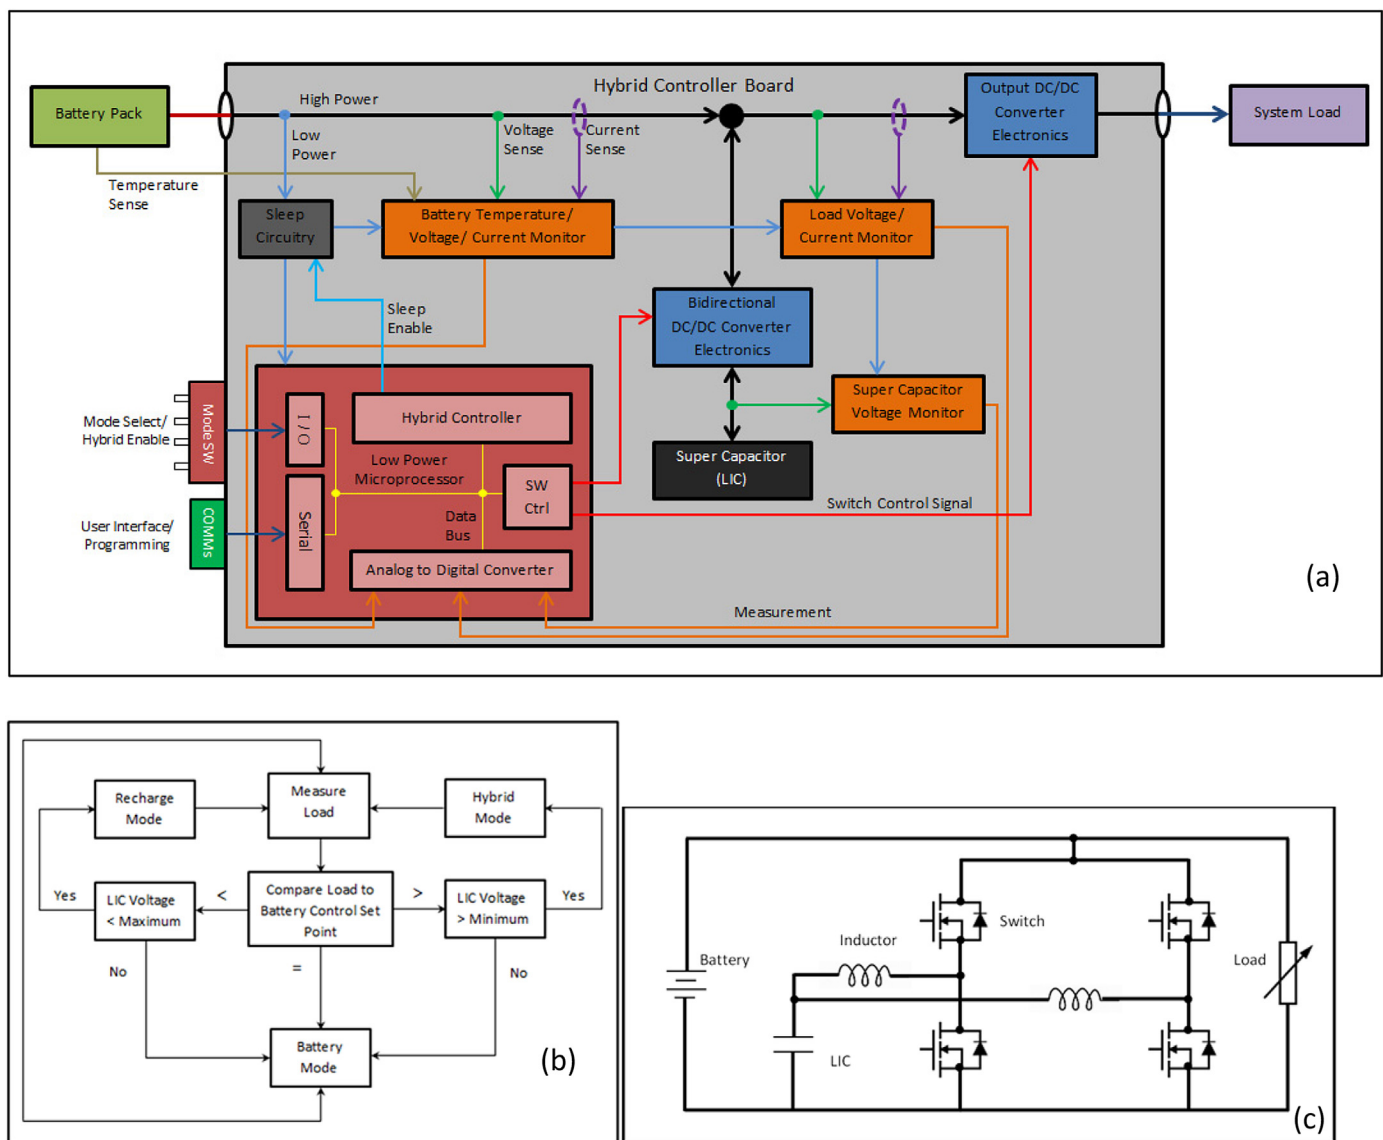 Hybrid Controller Board
Battery Pack
High Power
Low
Power
Voltage
Sense
Current
Sense
Output DC/DC
Converter
Electronics
System Load
Temperature
Sense
Sleep
Circuitry
Battery Temperature/
Voltage/ Current Monitor
Load Voltage/
Current Monitor
Sleep
Enable
Bidirectional
DC/DC Converter
Electronics
Super Capacitor
Voltage Monitor
Mode Select/
Hybrid Enable
Mode SW
I / O
Hybrid Controller
Low Power
Microprocessor
Super Capacitor
(LIC)
SW
Ctrl
Switch Control Signal
User Interface/
Programming
COMMs
Serial
Data
Bus
Analog to Digital Converter
Measurement
(a)
Recharge
Mode
Measure
Load
Hybrid
Mode
Yes
LIC Voltage
< Maximum
<
Compare Load to
Battery Control Set
Point
>
LIC Voltage
> Minimum
Yes
No
=
No
Battery
Mode
(b)
Switch
Inductor
Battery
Load
LIC
(c)